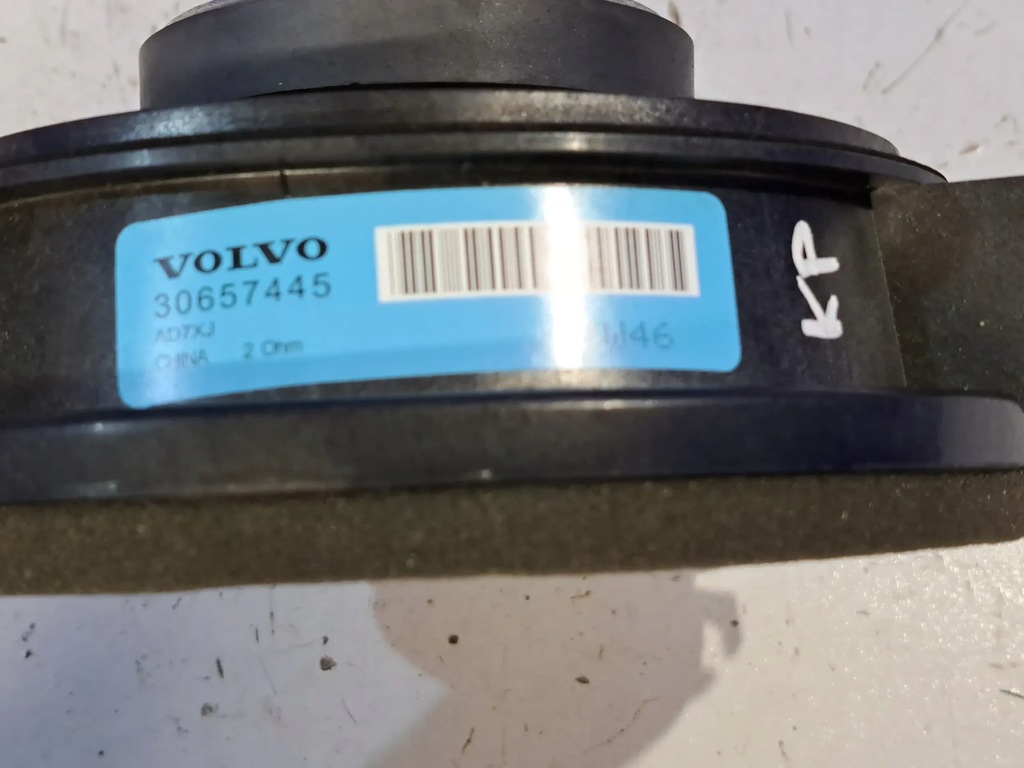 VOLVO
30657445
AD7XJ
CHINA 2 Ohm
KP